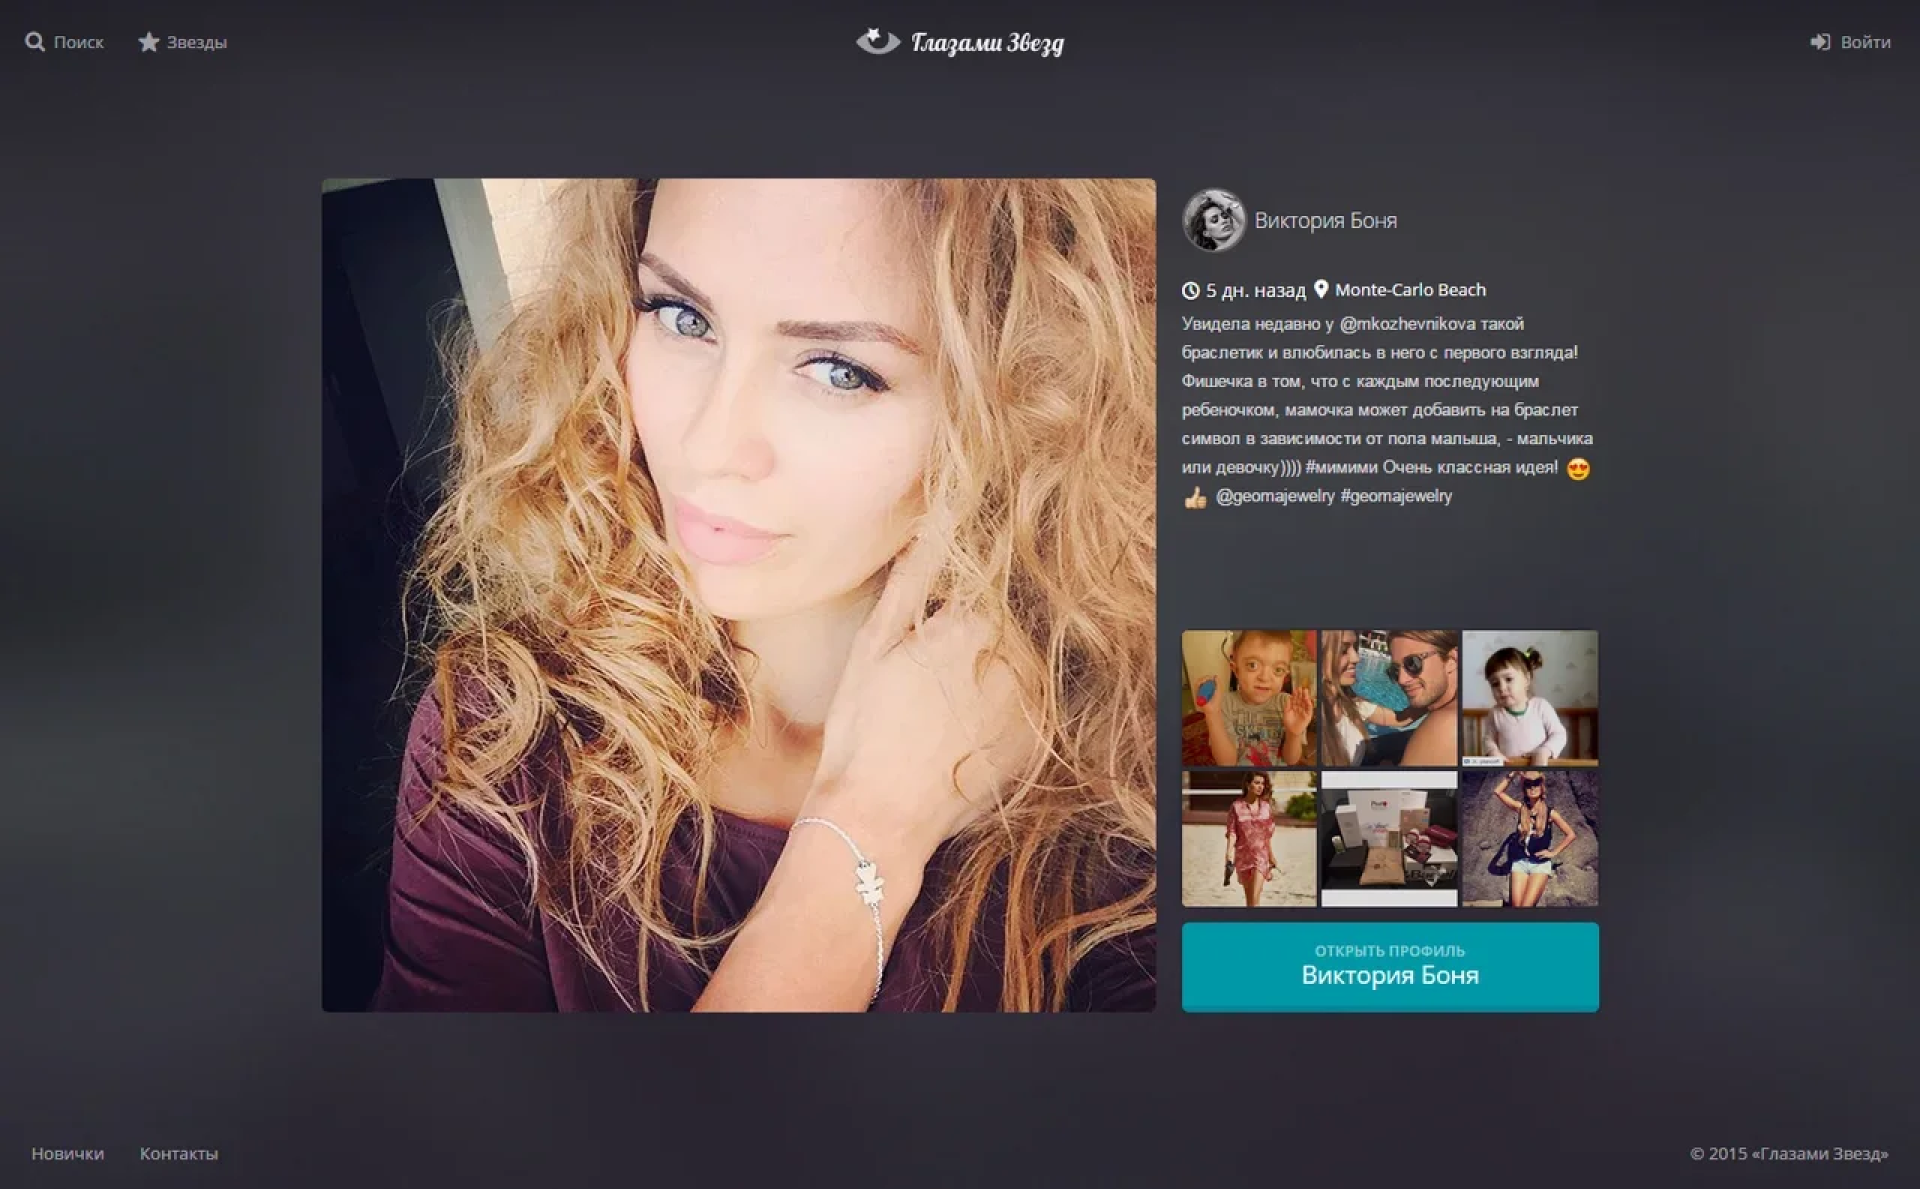 Поиск
Звезды
Глазами Звезд
Войти
Виктория Боня
5 дн. назад Monte-Carlo Beach
Увидела недавно у @mkozhevnikova такой
браслетик и влюбилась в него с первого взгляда!
Фишечка в том, что с каждым последующим
ребеночком, мамочка может добавить на браслет
символ в зависимости от пола малыша, - мальчика
или девочку)))) #мимими Очень классная идея! 😍
👍🏼 @geomajewelry #geomajewelry
ОТКРЫТЬ ПРОФИЛЬ
Виктория Боня
Новички
Контакты
© 2015 «Глазами Звезд»